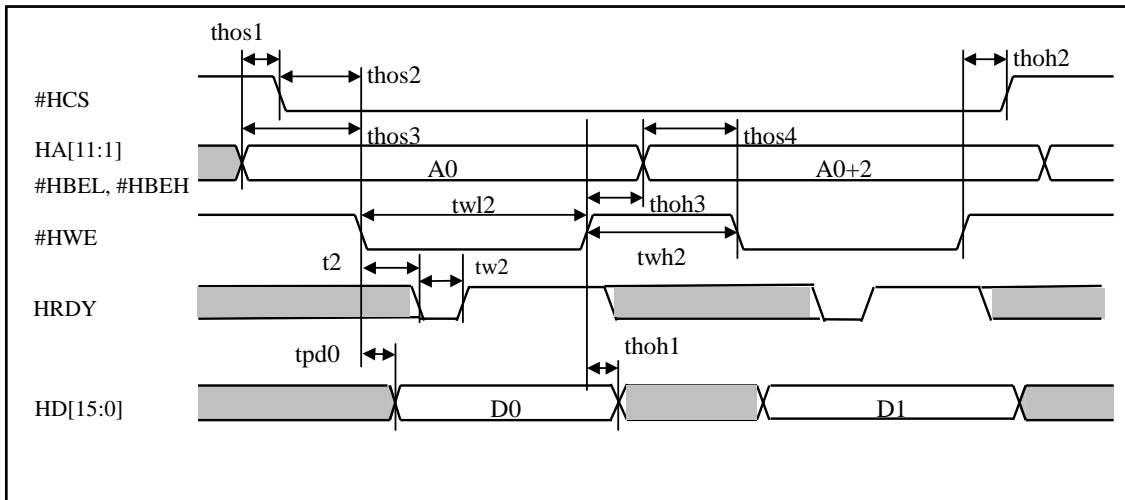 thos1
thos2
thoh2
#HCS
thos3
thos4
HA[11:1]
A0
A0+2
#HBEL, #HBEH
twl2
thoh3
#HWE
t2
tw2
twh2
HRDY
tpd0
thoh1
HD[15:0]
D0
D1